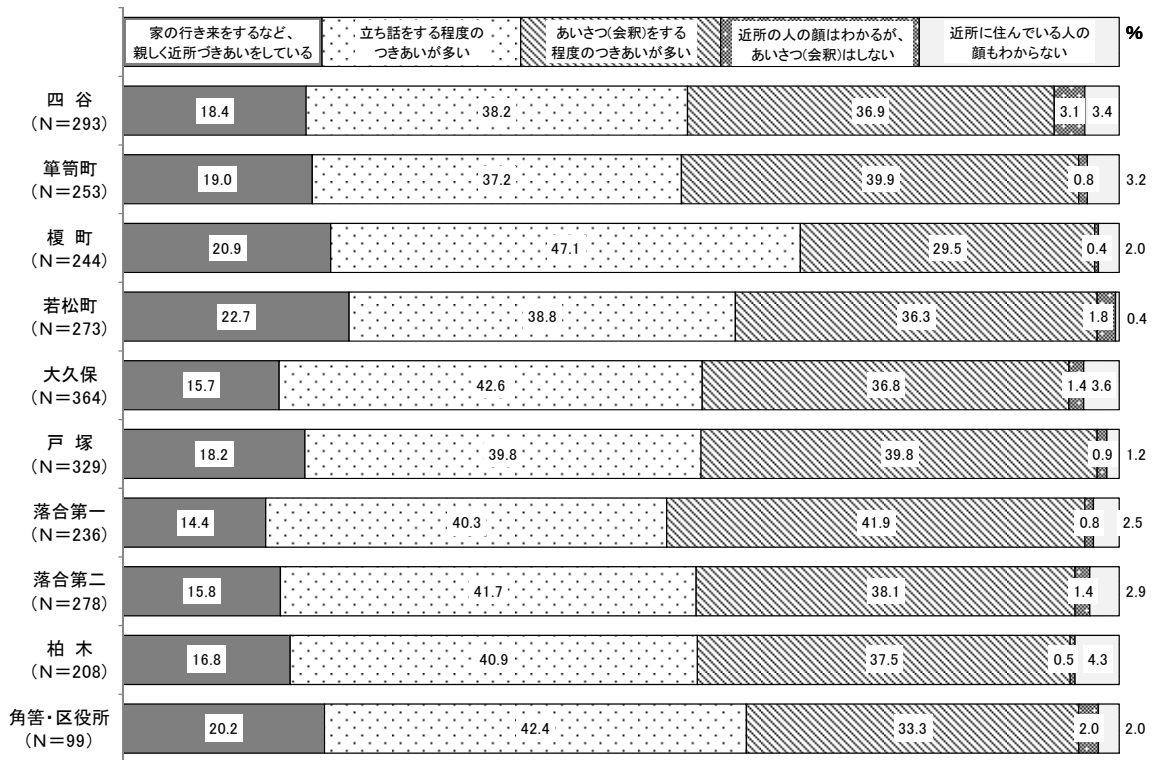 家の行き来をするなど、
親しく近所づきあいをしている
立ち話をする程度の
つきあいが多い
あいさつ(会釈)をする
程度のつきあいが多い
近所の人の顔はわかるが、
あいさつ(会釈)はしない
近所に住んでいる人の
顔もわからない
%
四 谷
(N=293)
18.4
38.2
36.9
3.1
3.4
箪笥町
(N=253)
19.0
37.2
39.9
0.8
3.2
榎 町
(N=244)
20.9
47.1
29.5
0.4
2.0
若松町
(N=273)
22.7
38.8
36.3
1.8
0.4
大久保
(N=364)
15.7
42.6
36.8
1.4
3.6
戸 塚
(N=329)
18.2
39.8
39.8
0.9
1.2
落合第一
(N=236)
14.4
40.3
41.9
0.8
2.5
落合第二
(N=278)
15.8
41.7
38.1
1.4
2.9
柏 木
(N=208)
16.8
40.9
37.5
0.5
4.3
角筈・区役所
(N=99)
20.2
42.4
33.3
2.0
2.0